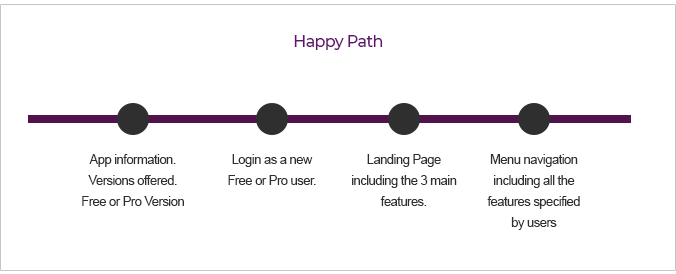 Happy Path
App information.
Versions offered.
Free or Pro Version
Login as a new
Free or Pro user.
Landing Page
including the 3 main
features.
Menu navigation
including all the
features specified
by users